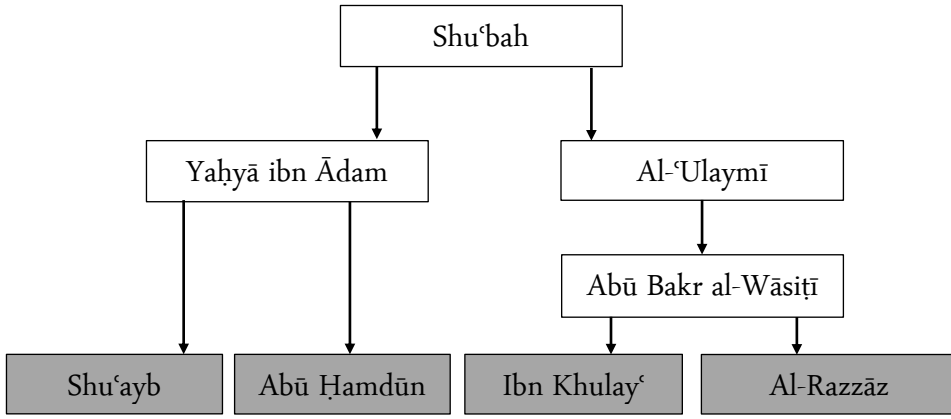 Shuʿbah
Yaḥyā ibn Ādam
Al-ʿUlaymī
Abū Bakr al-Wāsiṭī
Shuʿayb
Abū Ḥamdūn
Ibn Khulayʿ
Al-Razzāz